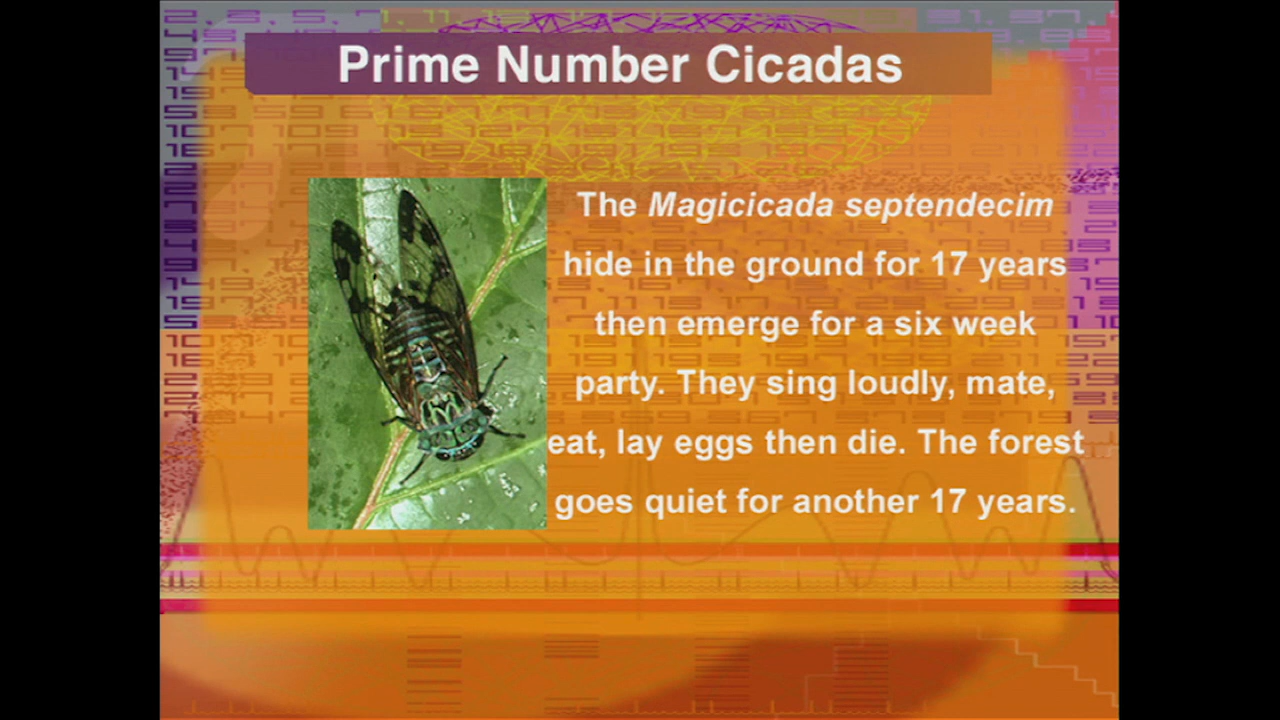 Prime Number Cicadas
The Magicicada septendecim
hide in the ground for 17 years
then emerge for a six week
party. They sing loudly, mate,
eat, lay eggs then die. The forest
goes quiet for another 17 years.